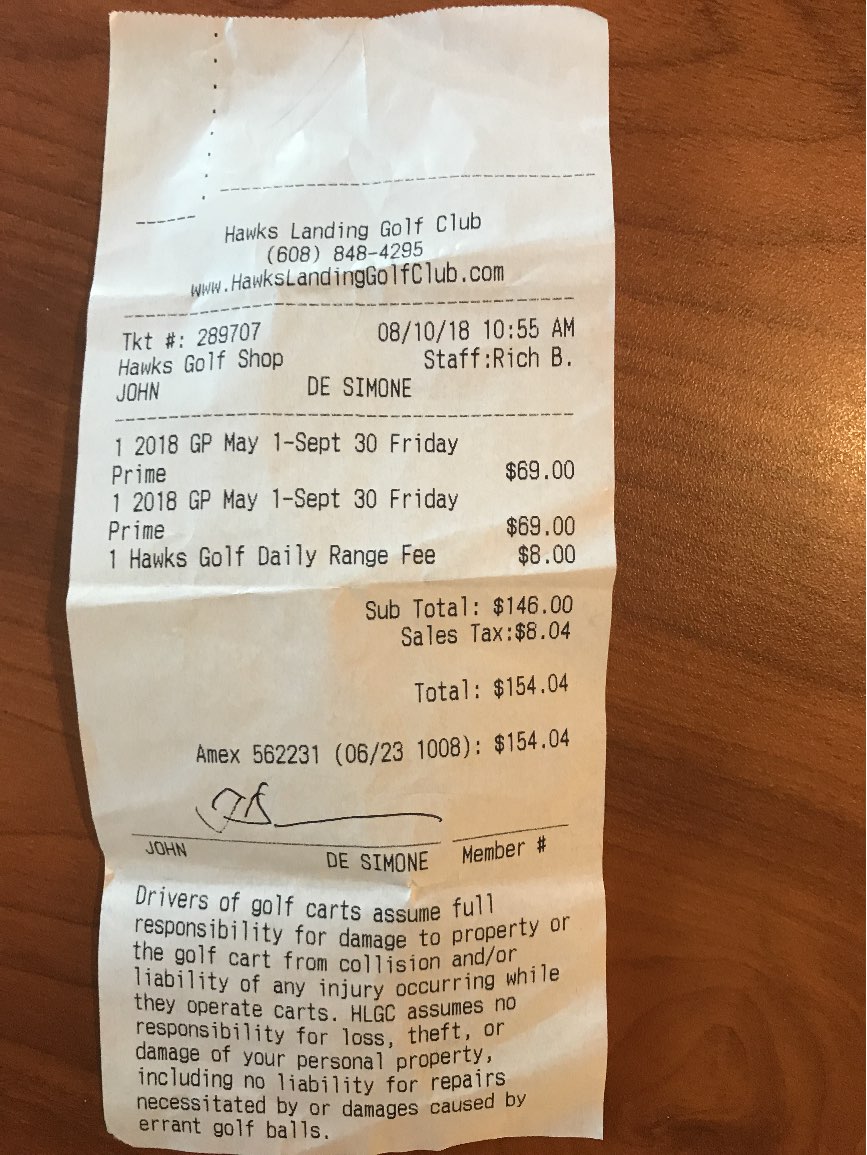 Hawks Landing Golf Club
(608) 848-4295
www.HawksLandingGolfClub.com
Tkt #: 289707 08/10/18 10:55 AM
Hawks Golf Shop Staff:Rich B.
JOHN DE SIMONE
1 2018 GP May 1-Sept 30 Friday
Prime $69.00
1 2018 GP May 1-Sept 30 Friday
Prime $69.00
1 Hawks Golf Daily Range Fee $8.00
Sub Total: $146.00
Sales Tax:$8.04
Total: $154.04
Amex 562231 (06/23 1008): $154.04
JOHN DE SIMONE Member #
Drivers of golf carts assume full
responsibility for damage to property or
the golf cart from collision and/or
liability of any injury occurring while
they operate carts. HLGC assumes no
responsibility for loss, theft, or
damage of your personal property,
including no liability for repairs
necessitated by or damages caused by
errant golf balls.